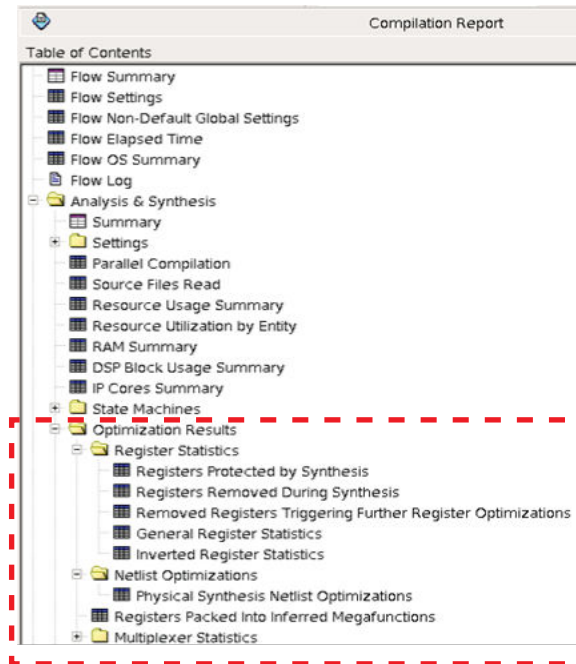 Compilation Report
Table of Contents
Flow Summary
Flow Settings
Flow Non-Default Global Settings
Flow Elapsed Time
Flow OS Summary
Flow Log
Analysis & Synthesis
Summary
Settings
Parallel Compilation
Source Files Read
Resource Usage Summary
Resource Utilization by Entity
RAM Summary
DSP Block Usage Summary
IP Cores Summary
State Machines
Optimization Results
Register Statistics
Registers Protected by Synthesis
Registers Removed During Synthesis
Removed Registers Triggering Further Register Optimizations
General Register Statistics
Inverted Register Statistics
Netlist Optimizations
Physical Synthesis Netlist Optimizations
Registers Packed Into Inferred Megafunctions
Multiplexer Statistics